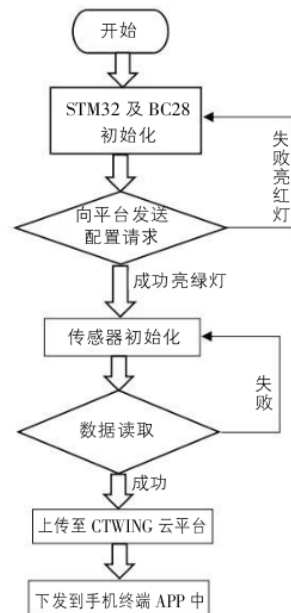 开始
STM32 及 BC28
初始化
失败亮红灯
向平台发送
配置请求
成功亮绿灯
传感器初始化
失败
数据读取
成功
上传至 CTWING 云平台
下发到手机终端 APP 中